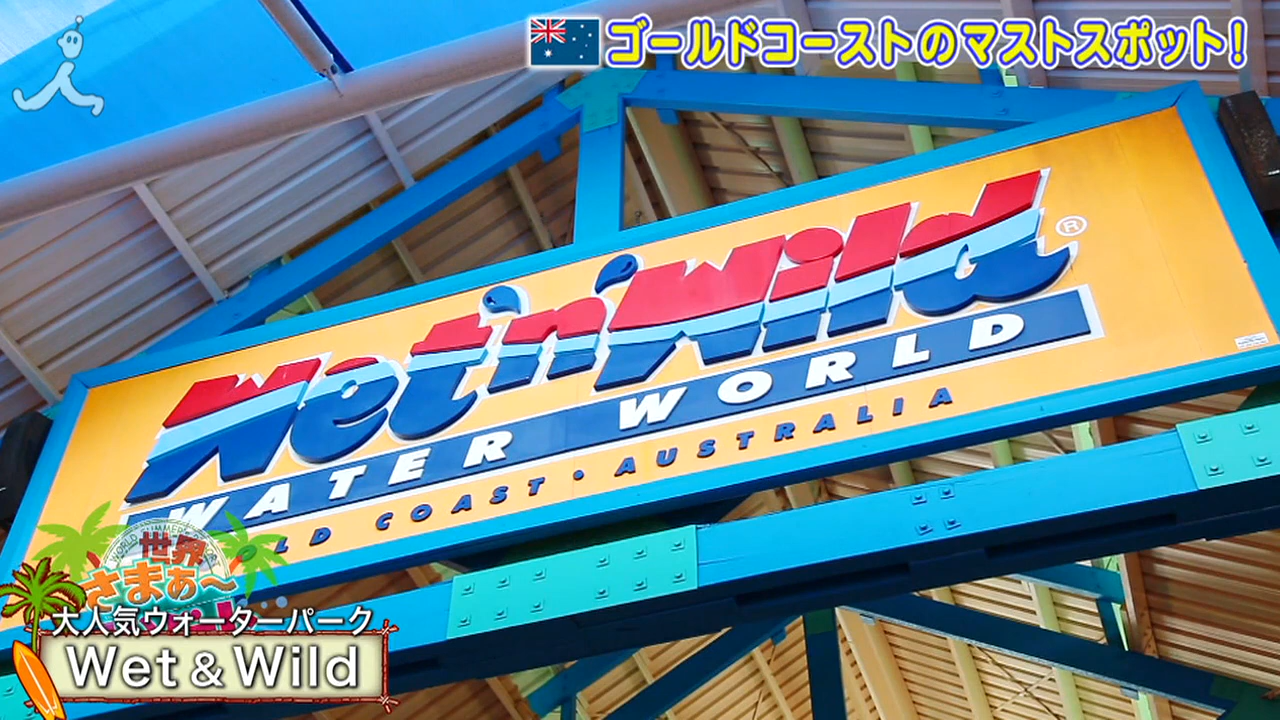 ゴールドコーストのマストスポット!
Wet'n'Wild®
WATER WORLD
LD COAST • AUSTRALIA
世界
さまぁ〜
大人気ウォーターパーク
Wet & Wild